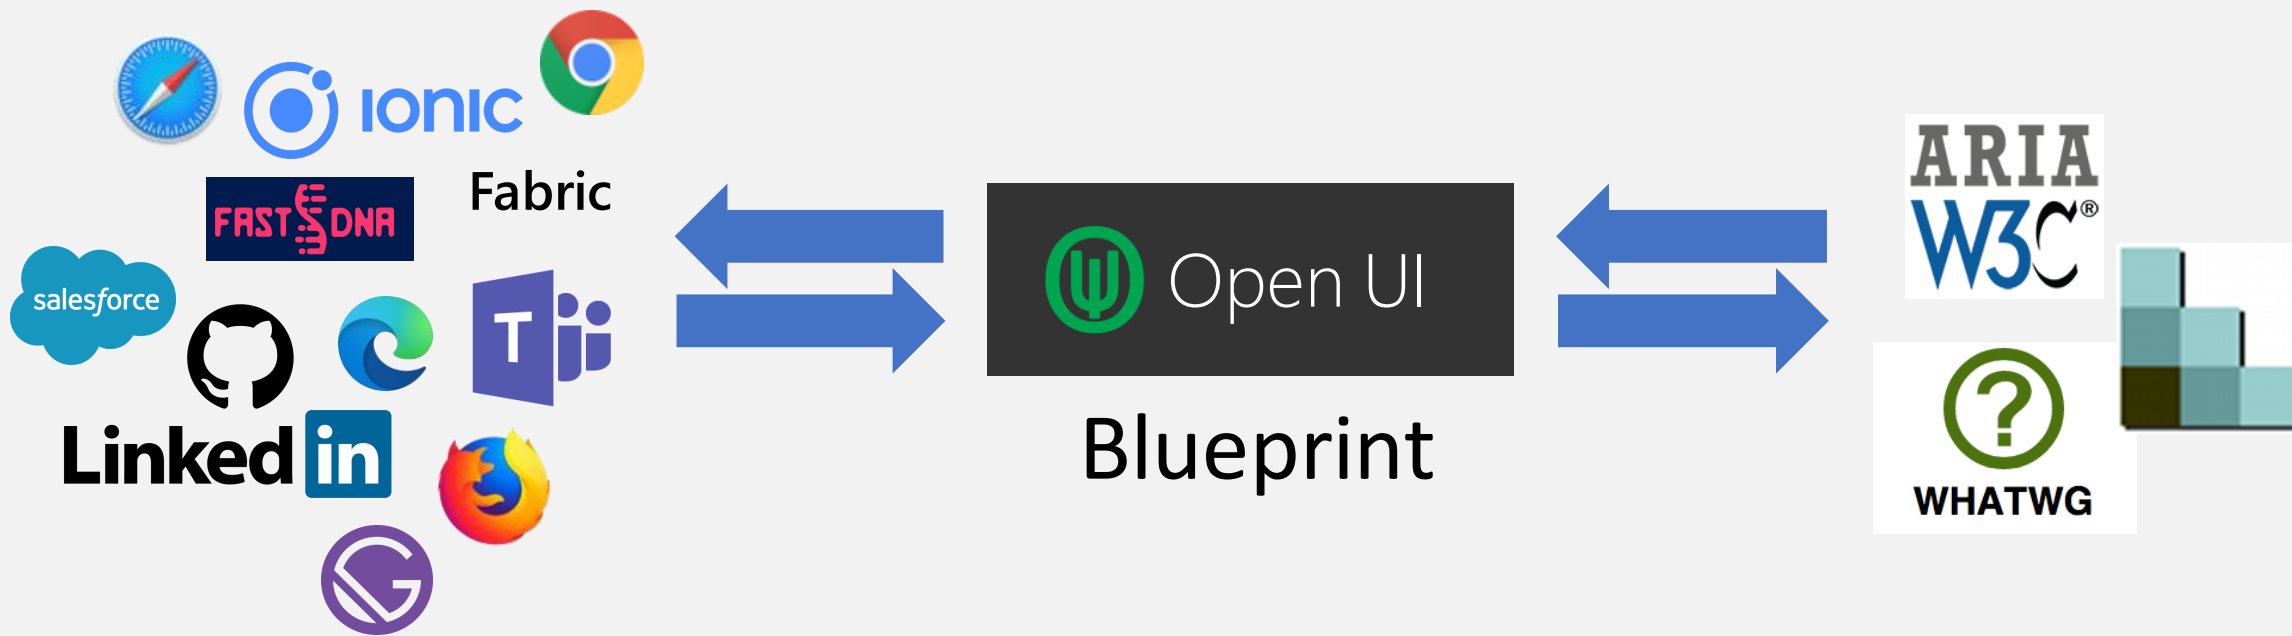 IONIC
FAST DNA
Fabric
salesforce
T
Linked in
Open UI
Blueprint
ARIA
W3C®
?
WHATWG